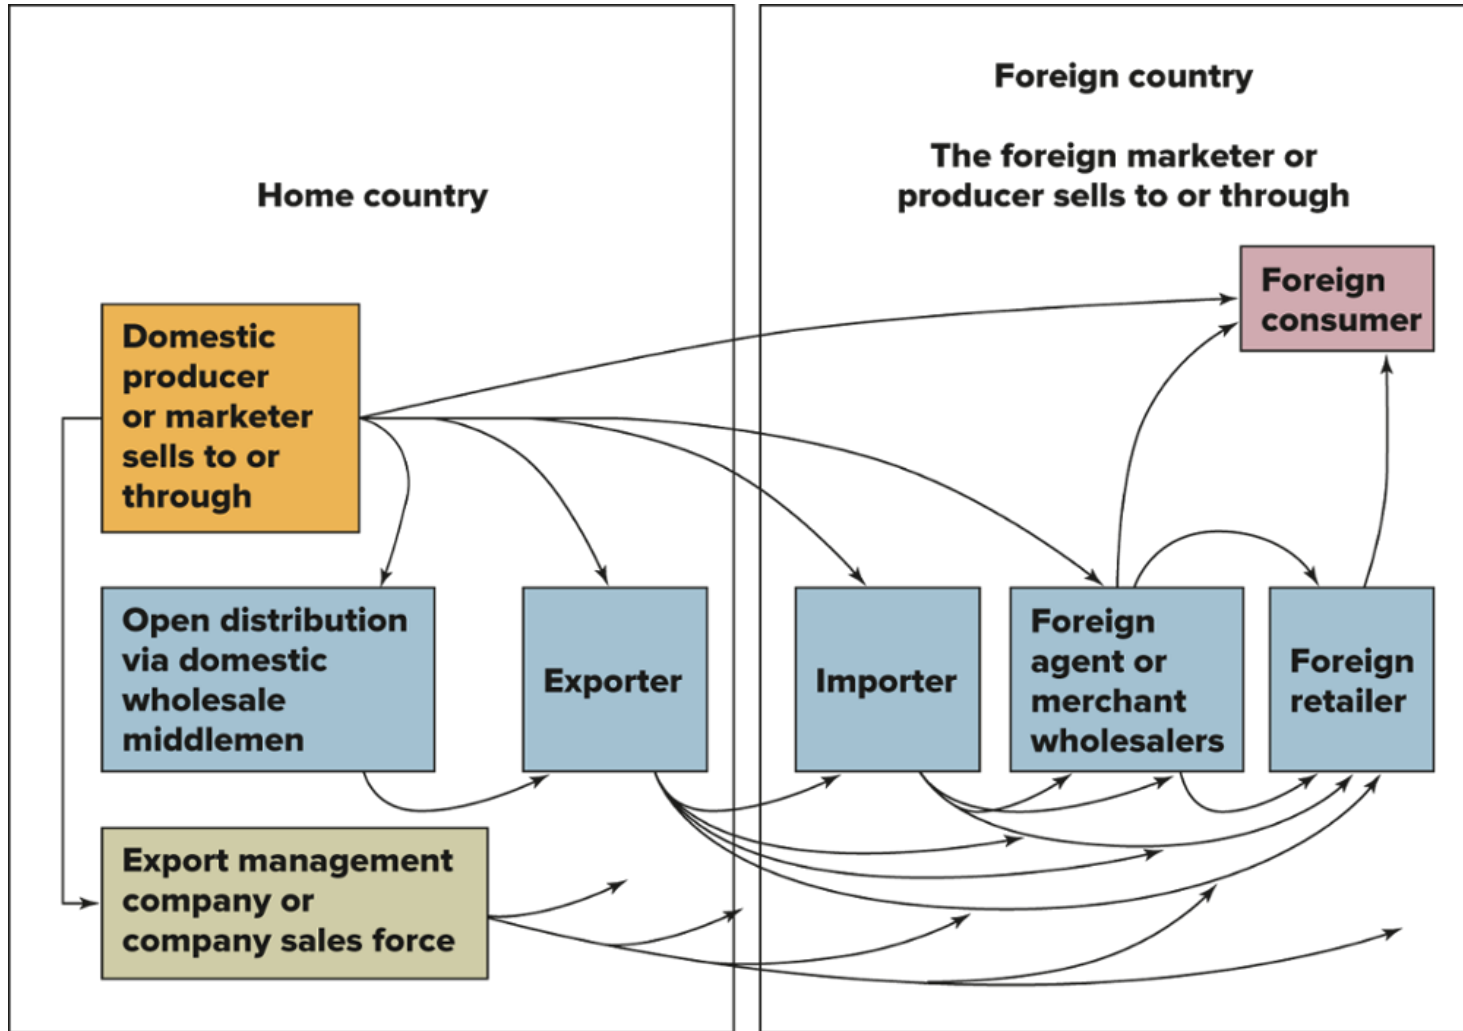 Home country
Foreign country
The foreign marketer or
producer sells to or through
Foreign
consumer
Domestic
producer
or marketer
sells to or
through
Open distribution
via domestic
wholesale
middlemen
Exporter
Importer
Foreign
agent or
merchant
wholesalers
Foreign
retailer
Export management
company or
company sales force